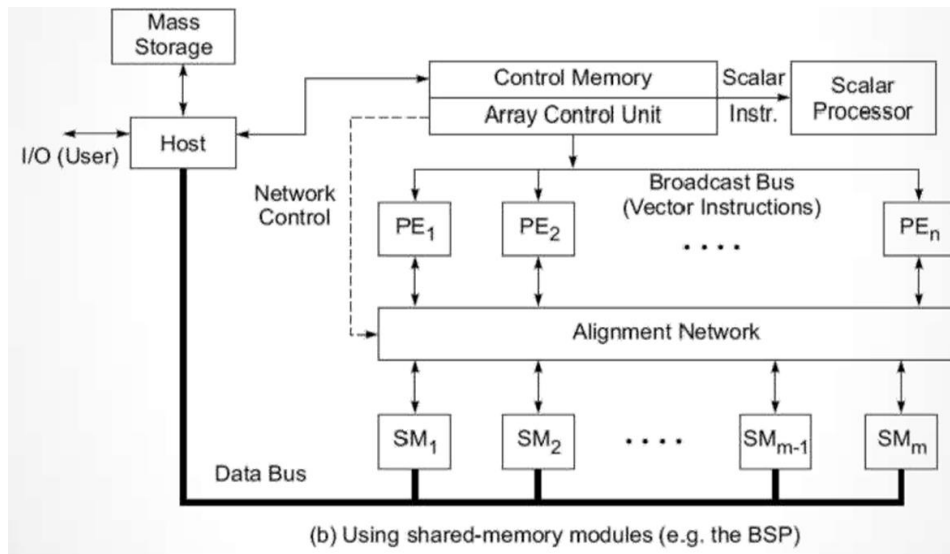 Mass
Storage
Host
I/O (User)
Control Memory
Array Control Unit
Scalar
Instr.
Scalar
Processor
Network
Control
Broadcast Bus
(Vector Instructions)
PE₁
PE₂
. . . .
PEₙ
Alignment Network
SM₁
SM₂
. . . .
SMₘ₋₁
SMₘ
Data Bus
(b) Using shared-memory modules (e.g. the BSP)